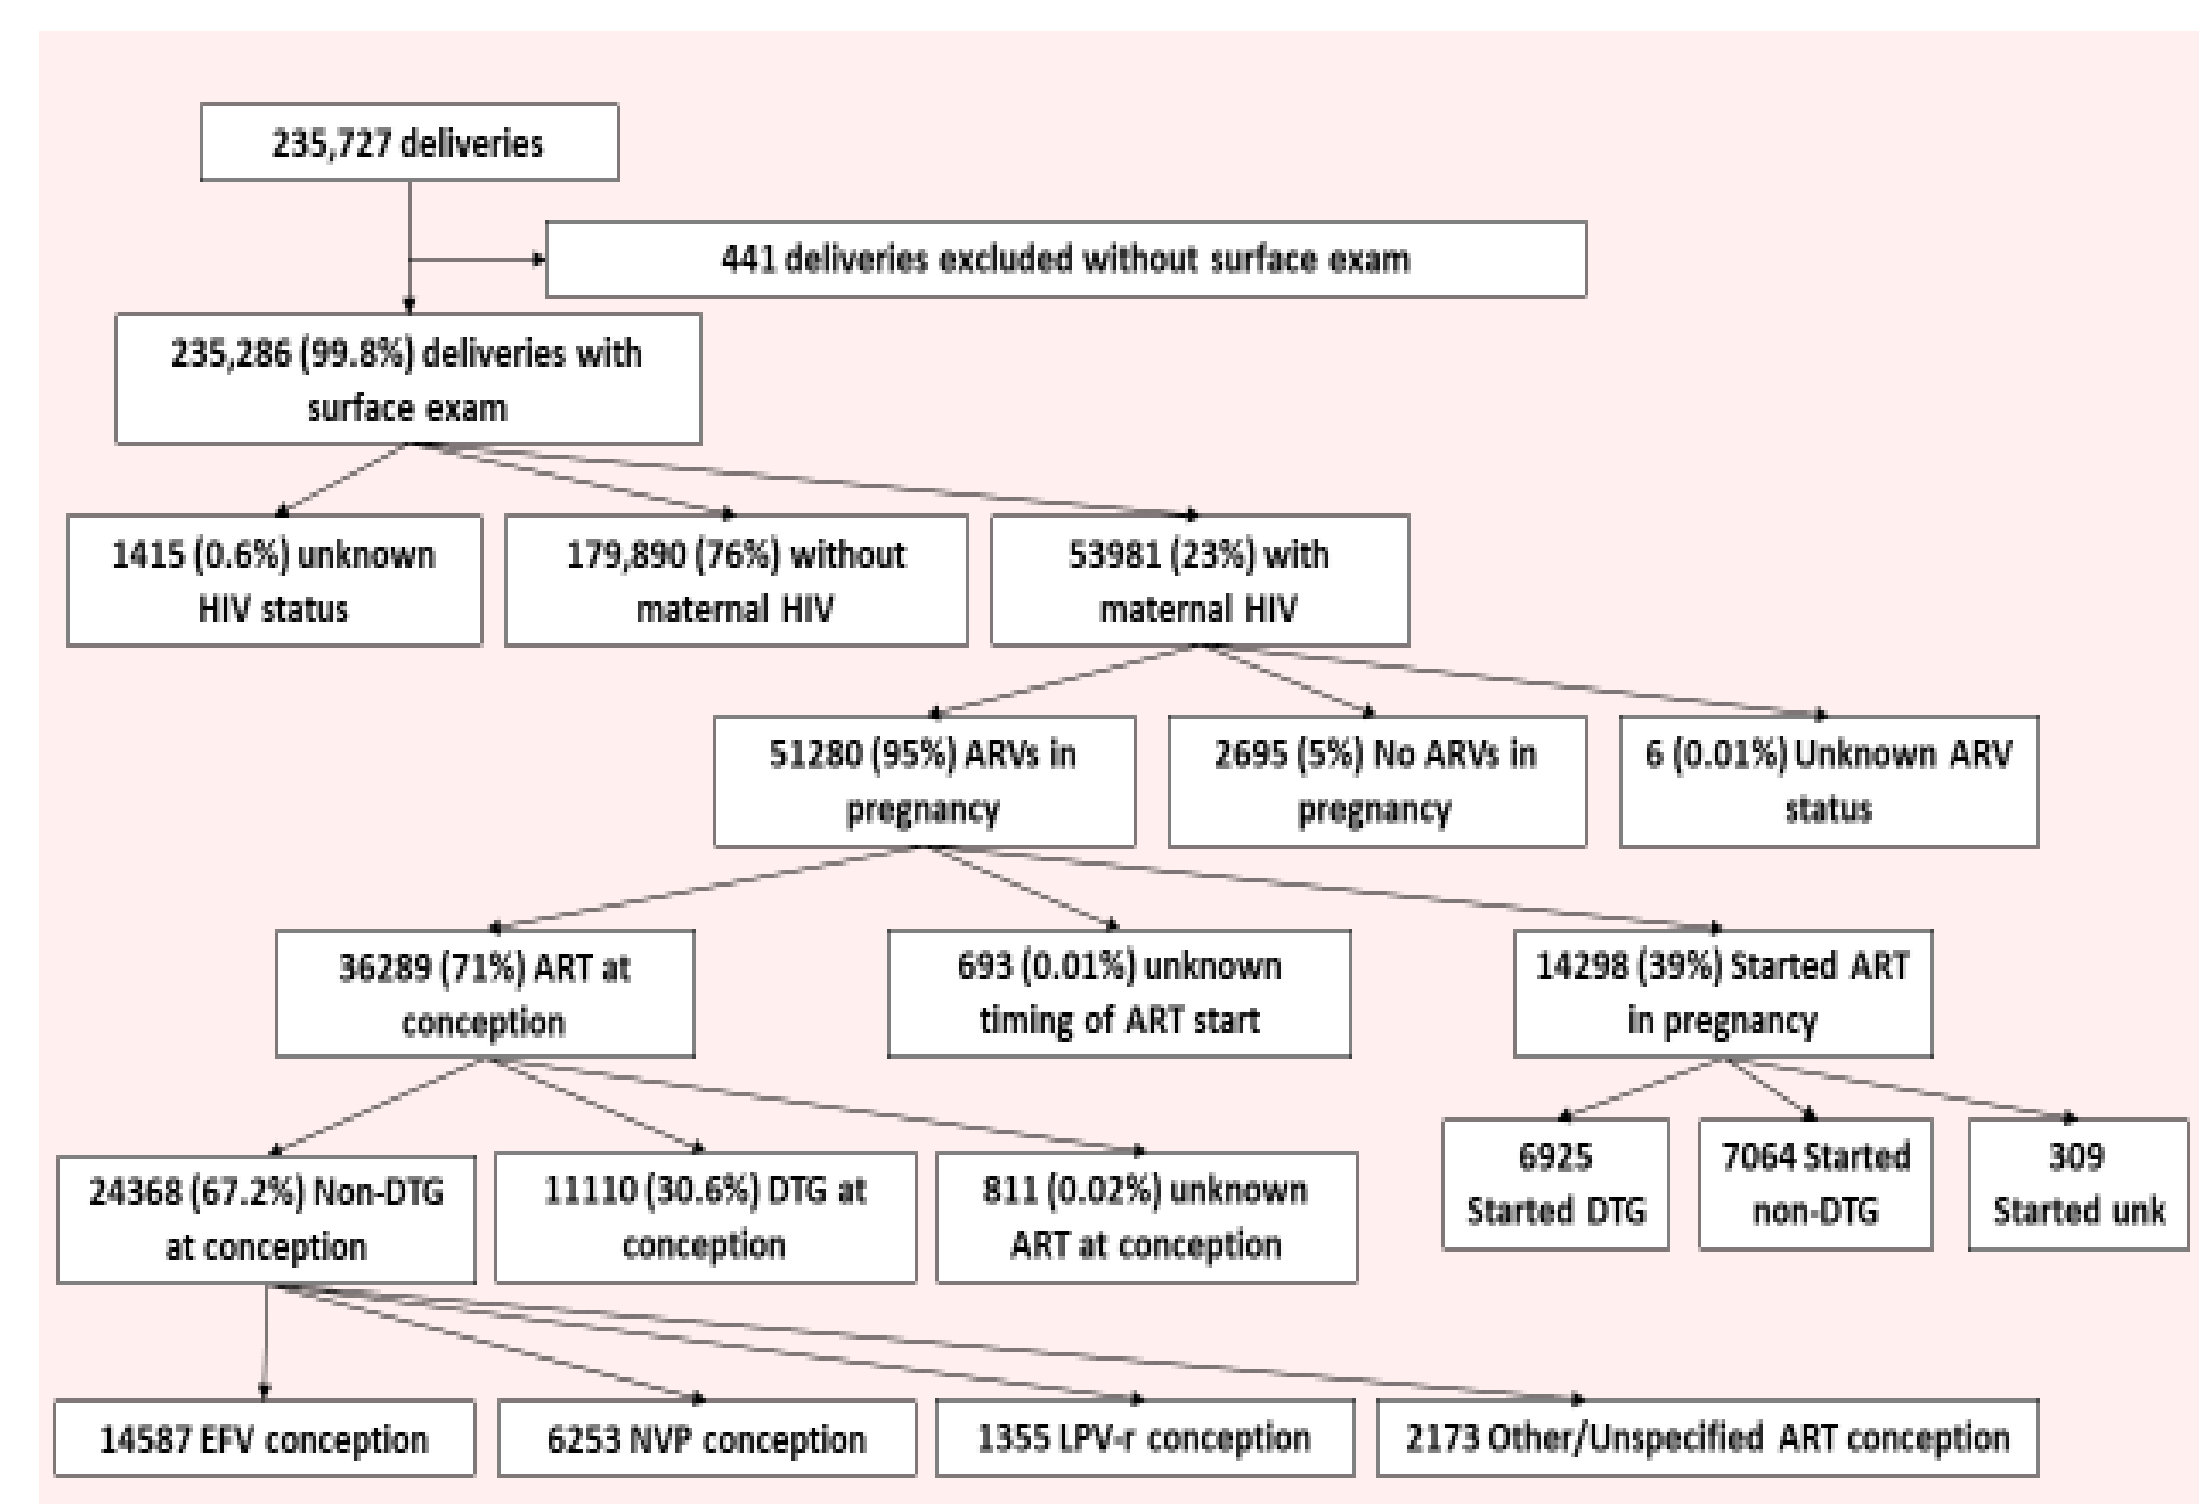 235,727 deliveries
441 deliveries excluded without surface exam
235,286 (99.8%) deliveries with
surface exam
1415 (0.6%) unknown
HIV status
179,890 (76%) without
maternal HIV
53981 (23%) with
maternal HIV
51280 (95%) ARVs in
pregnancy
2695 (5%) No ARVs in
pregnancy
6 (0.01%) Unknown ARV
status
36289 (71%) ART at
conception
693 (0.01%) unknown
timing of ART start
14298 (39%) Started ART
in pregnancy
24368 (67.2%) Non-DTG
at conception
11110 (30.6%) DTG at
conception
811 (0.02%) unknown
ART at conception
6925
Started DTG
7064 Started
non-DTG
309
Started unk
14587 EFV conception
6253 NVP conception
1355 LPV-r conception
2173 Other/Unspecified ART conception